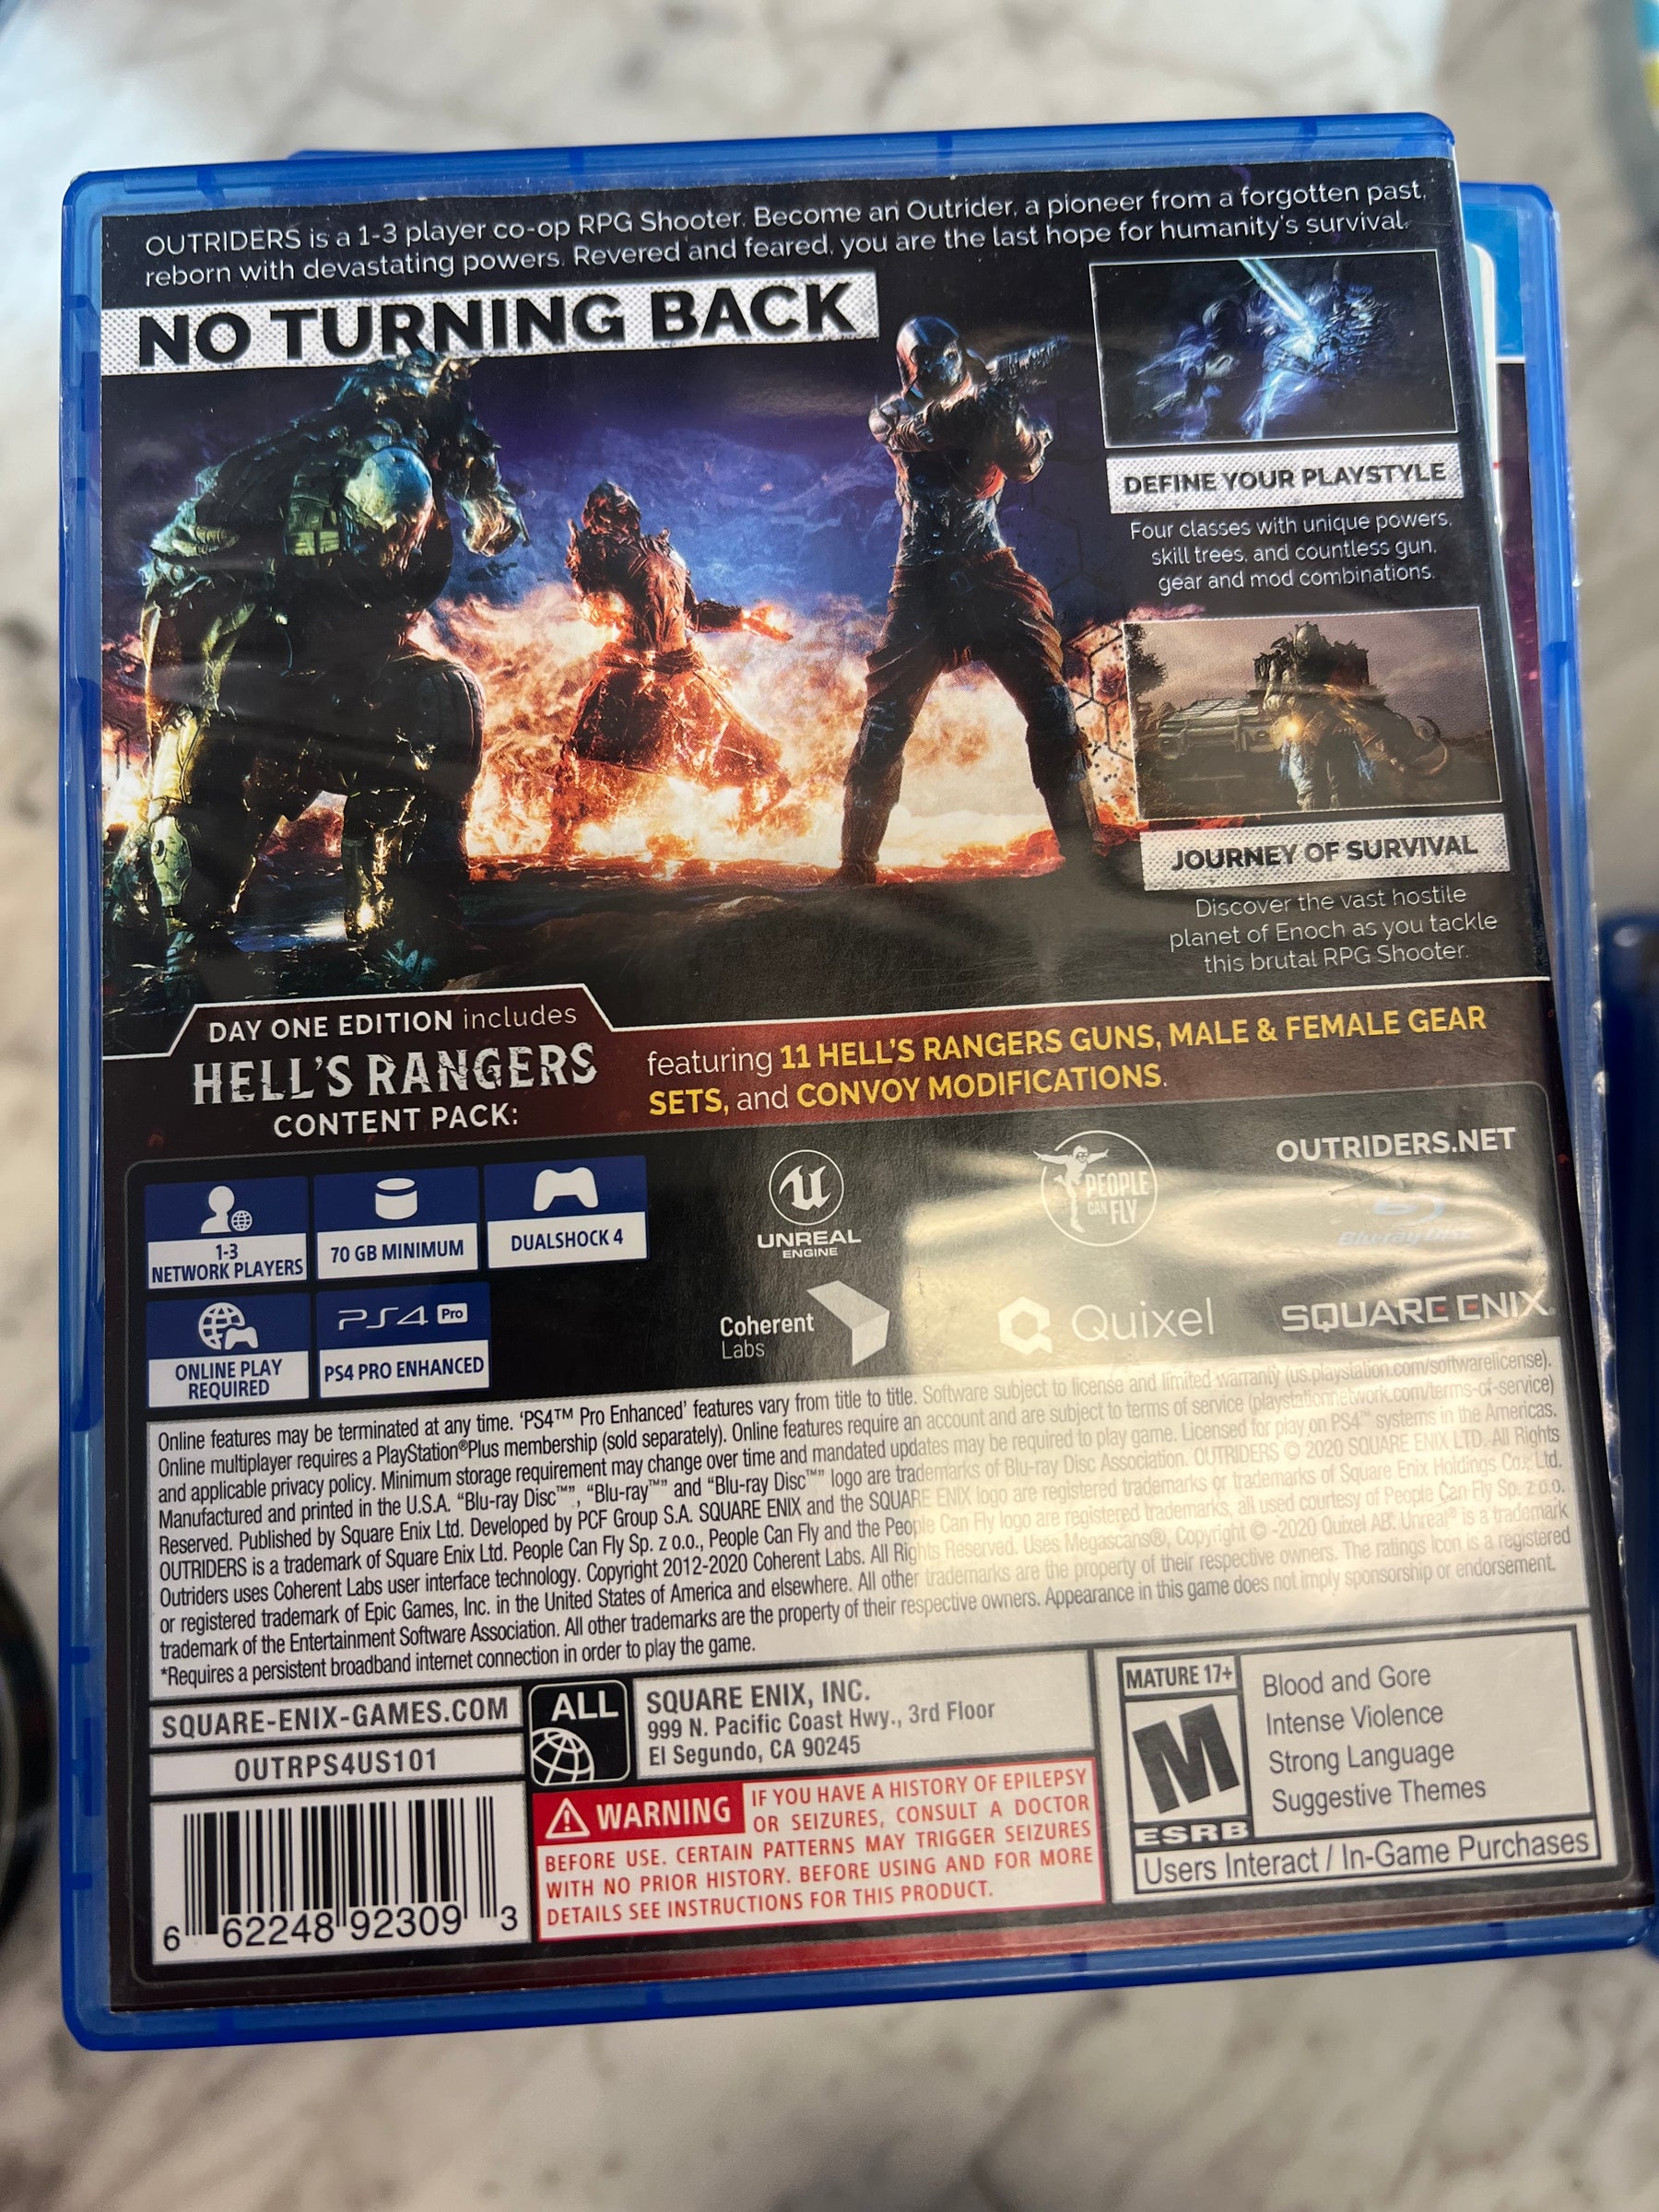 OUTRIDERS is a 1-3 player co-op RPG Shooter. Become an Outrider, a pioneer from a forgotten past,
reborn with devastating powers. Revered and feared, you are the last hope for humanity's survival.
NO TURNING BACK
DEFINE YOUR PLAYSTYLE
Four classes with unique powers,
skill trees, and countless gun,
gear and mod combinations.
JOURNEY OF SURVIVAL
Discover the vast hostile
planet of Enoch as you tackle
this brutal RPG Shooter.
DAY ONE EDITION includes
HELL'S RANGERS
CONTENT PACK:
featuring 11 HELL'S RANGERS GUNS, MALE & FEMALE GEAR
SETS, and CONVOY MODIFICATIONS.
1-3
NETWORK PLAYERS
70 GB MINIMUM
DUALSHOCK 4
ONLINE PLAY
REQUIRED
PS4 Pro
PS4 PRO ENHANCED
UNREAL
ENGINE
PEOPLE
CAN
FLY
OUTRIDERS.NET
Blu-ray Disc
Coherent
Labs
Quixel
SQUARE ENIX.
Online features may be terminated at any time. 'PS4™ Pro Enhanced' features vary from title to title. Software subject to license and limited warranty (us.playstation.com/softwarelicense).
Online multiplayer requires a PlayStation®Plus membership (sold separately). Online features require an account and are subject to terms of service (playstationnetwork.com/terms-of-service)
and applicable privacy policy. Minimum storage requirement may change over time and mandated updates may be required to play game. Licensed for play on PS4™ systems in the Americas.
Manufactured and printed in the U.S.A. "Blu-ray Disc™", "Blu-ray™" and "Blu-ray Disc™" logo are trademarks of Blu-ray Disc Association. OUTRIDERS © 2020 SQUARE ENIX LTD. All Rights
Reserved. Published by Square Enix Ltd. Developed by PCF Group S.A. SQUARE ENIX and the SQUARE ENIX logo are registered trademarks or trademarks of Square Enix Holdings Co., Ltd.
OUTRIDERS is a trademark of Square Enix Ltd. People Can Fly Sp. z o.o., People Can Fly and the People Can Fly logo are registered trademarks, all used courtesy of People Can Fly Sp. z o.o.
Outriders uses Coherent Labs user interface technology. Copyright 2012-2020 Coherent Labs. All Rights Reserved. Uses Megascans®, Copyright © -2020 Quixel AB. Unreal® is a trademark
or registered trademark of Epic Games, Inc. in the United States of America and elsewhere. All other trademarks are the property of their respective owners. The ratings icon is a registered
trademark of the Entertainment Software Association. All other trademarks are the property of their respective owners. Appearance in this game does not imply sponsorship or endorsement.
*Requires a persistent broadband internet connection in order to play the game.
SQUARE-ENIX-GAMES.COM
OUTRPS4US101
ALL
SQUARE ENIX, INC.
999 N. Pacific Coast Hwy., 3rd Floor
El Segundo, CA 90245
WARNING IF YOU HAVE A HISTORY OF EPILEPSY
OR SEIZURES, CONSULT A DOCTOR
BEFORE USE. CERTAIN PATTERNS MAY TRIGGER SEIZURES
WITH NO PRIOR HISTORY. BEFORE USING AND FOR MORE
DETAILS SEE INSTRUCTIONS FOR THIS PRODUCT.
MATURE 17+
M
ESRB
Blood and Gore
Intense Violence
Strong Language
Suggestive Themes
Users Interact / In-Game Purchases
6 62248 92309 3